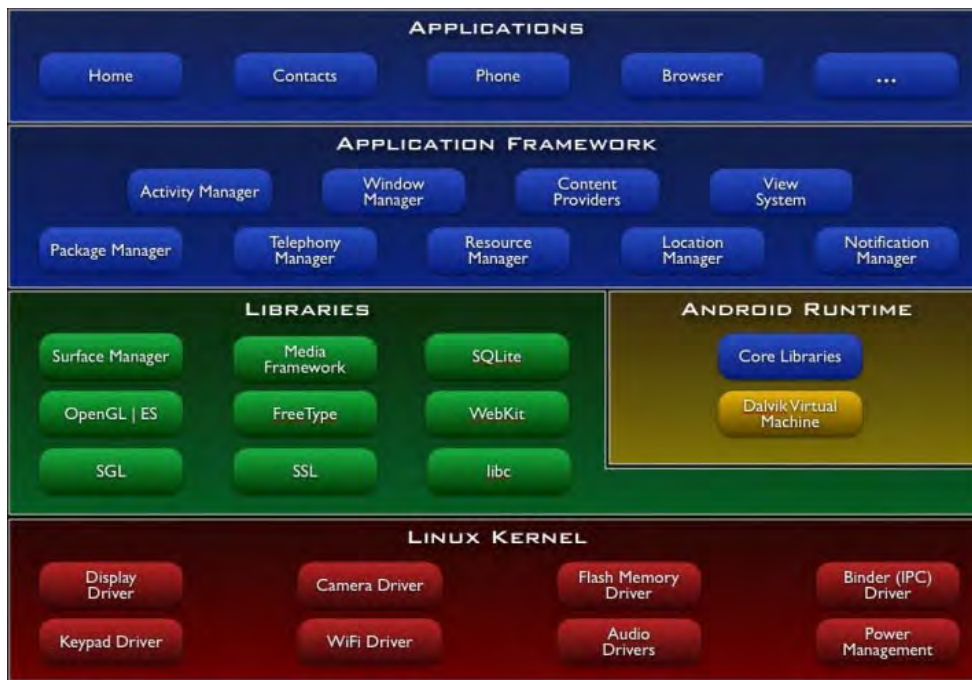 APPLICATIONS
Home
Contacts
Phone
Browser
...
APPLICATION FRAMEWORK
Activity Manager
Window
Manager
Content
Providers
View
System
Package Manager
Telephony
Manager
Resource
Manager
Location
Manager
Notification
Manager
LIBRARIES
Surface Manager
Media
Framework
SQLite
OpenGL | ES
FreeType
WebKit
SGL
SSL
libc
ANDROID RUNTIME
Core Libraries
Dalvik Virtual
Machine
LINUX KERNEL
Display
Driver
Camera Driver
Flash Memory
Driver
Binder (IPC)
Driver
Keypad Driver
WiFi Driver
Audio
Drivers
Power
Management